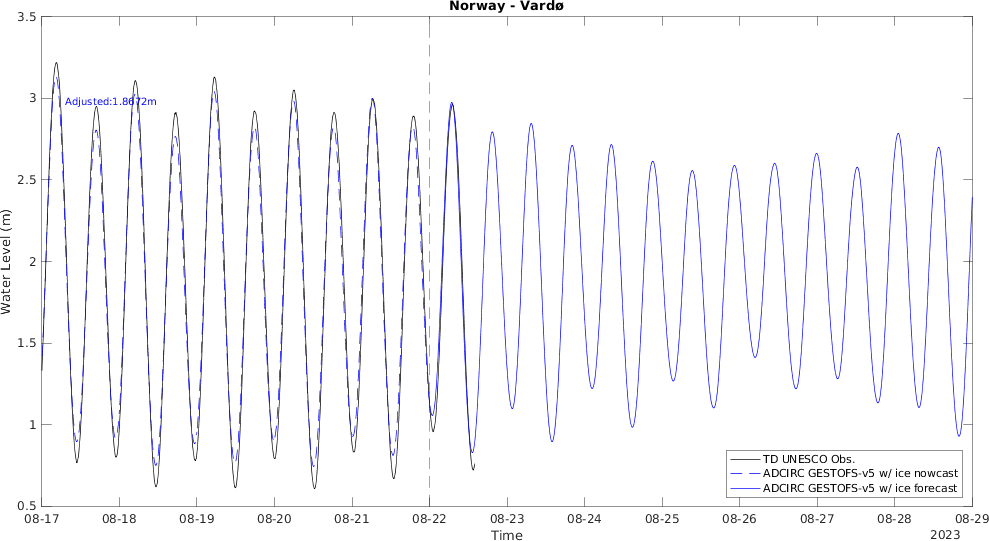 Norway - Vardø
3.5
3
2.5
2
1.5
1
0.5
Water Level (m)
Adjusted:1.8672m
TD UNESCO Obs.
ADCIRC GESTOFS-v5 w/ ice nowcast
ADCIRC GESTOFS-v5 w/ ice forecast
08-17 08-18 08-19 08-20 08-21 08-22 08-23 08-24 08-25 08-26 08-27 08-28 08-29
Time
2023